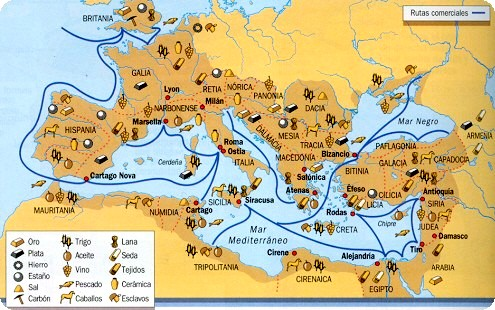 Rutas comerciales
BRITANIA
GALIA
Lyon
NARBONENSE
Marsella
HISPANIA
Cartago Nova
MAURITANIA
RETIA
NÓRICA
Milán
PANONIA
DACIA
DALMACIA
MESIA
TRACIA
MACEDONIA
Bizancio
Salónica
Mar Negro
PAFLAGONIA
GALACIA
CAPADOCIA
BITINIA
ARMENIA
Roma
Ostia
ITALIA
Cerdeña
Atenas
Éfeso
CILICIA
LICIA
Antioquía
SIRIA
NUMIDIA
Cartago
SICILIA
Siracusa
Rodas
CRETA
Chipre
JUDEA
Damasco
Tiro
Mar
Mediterráneo
TRIPOLITANIA
Cirene
CIRENAICA
Alejandría
EGIPTO
ARABIA
Oro
Plata
Hierro
Estaño
Sal
Carbón
Trigo
Aceite
Vino
Pescado
Caballos
Lana
Seda
Tejidos
Cerámica
Esclavos